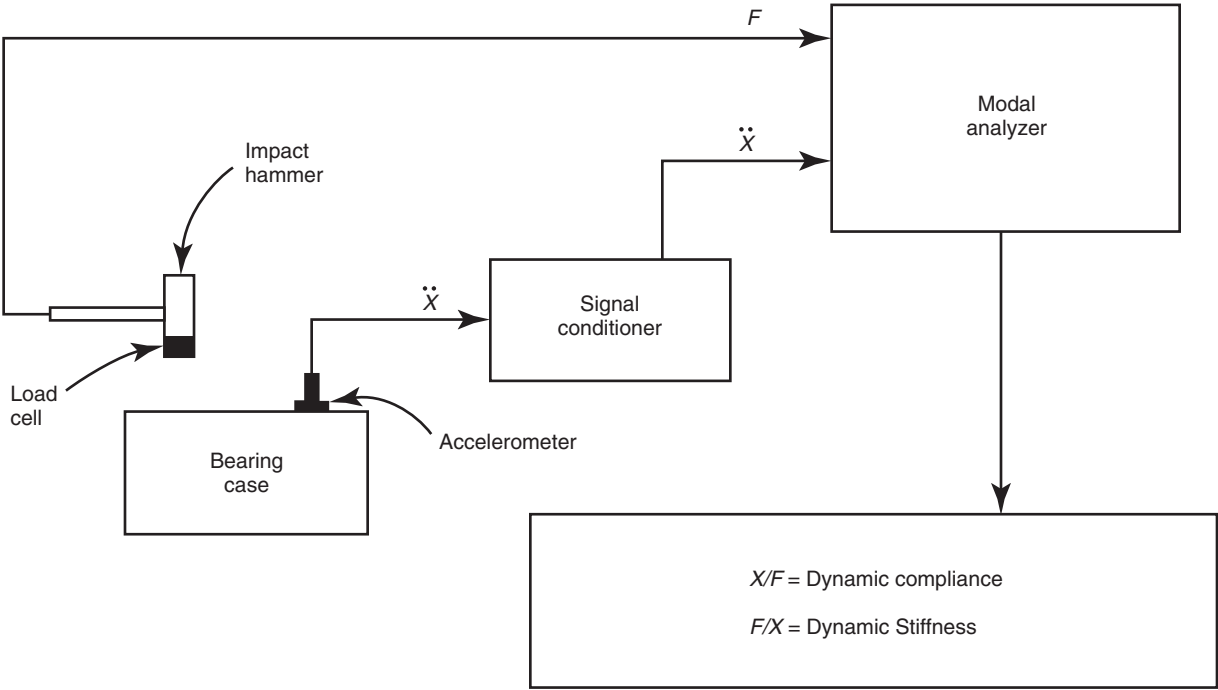 F
Modal
analyzer
Ẍ
Impact
hammer
Ẍ
Signal
conditioner
Load
cell
Accelerometer
Bearing
case
X/F = Dynamic compliance
F/X = Dynamic Stiffness